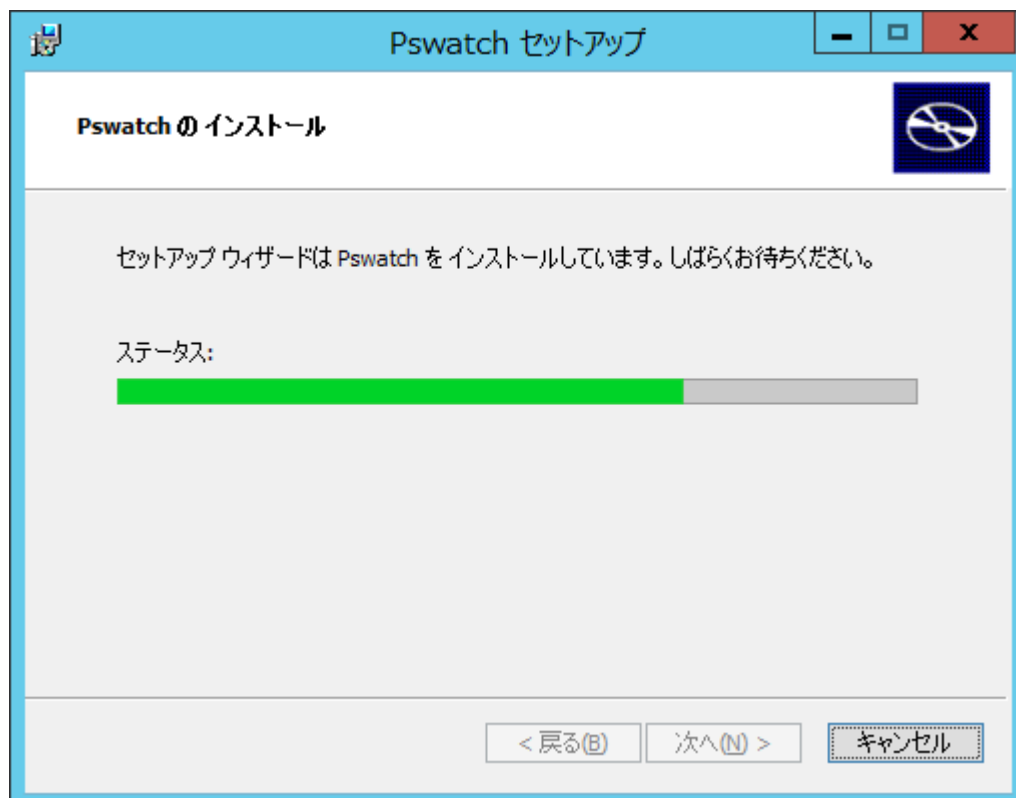 Pswatch セットアップ
Pswatch の インストール
セットアップ ウィザードは Pswatch を インストールしています。しばらくお待ちください。
ステータス:
< 戻る(B) 次へ(N) > キャンセル